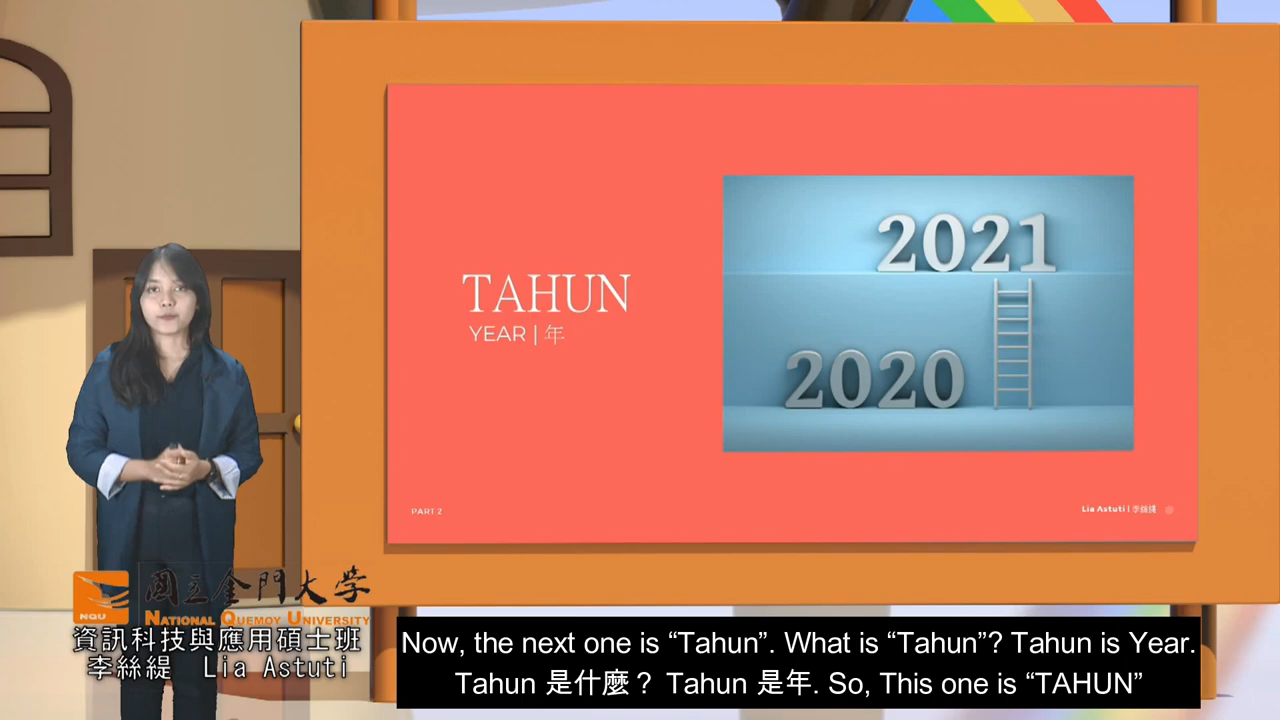 2021
TAHUN
YEAR | 年
2020
PART 2
Lia Astuti | 李絲緹
國立金門大學
NQU
NATIONAL QUEMOY UNIVERSITY
資訊科技與應用碩士班
李絲緹 Lia Astuti
Now, the next one is “Tahun”. What is “Tahun”? Tahun is Year.
Tahun 是什麼？ Tahun 是年. So, This one is “TAHUN”